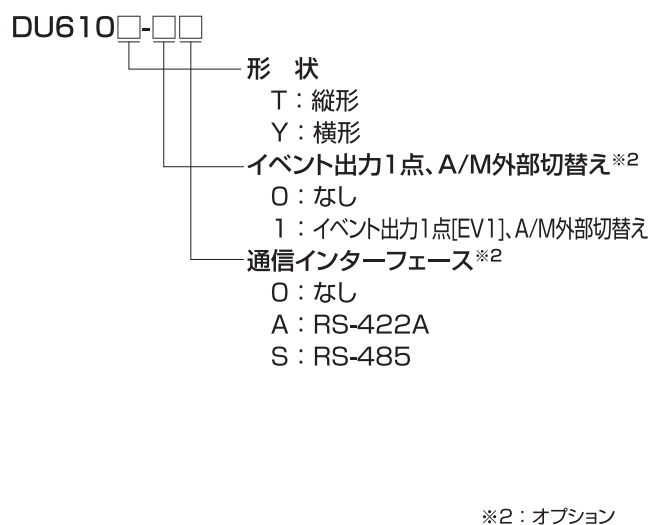 DU610□-□□
形　状
T：縦形
Y：横形
イベント出力1点、A/M外部切替え※2
0：なし
1：イベント出力1点[EV1]、A/M外部切替え
通信インターフェース※2
0：なし
A：RS-422A
S：RS-485
※2：オプション